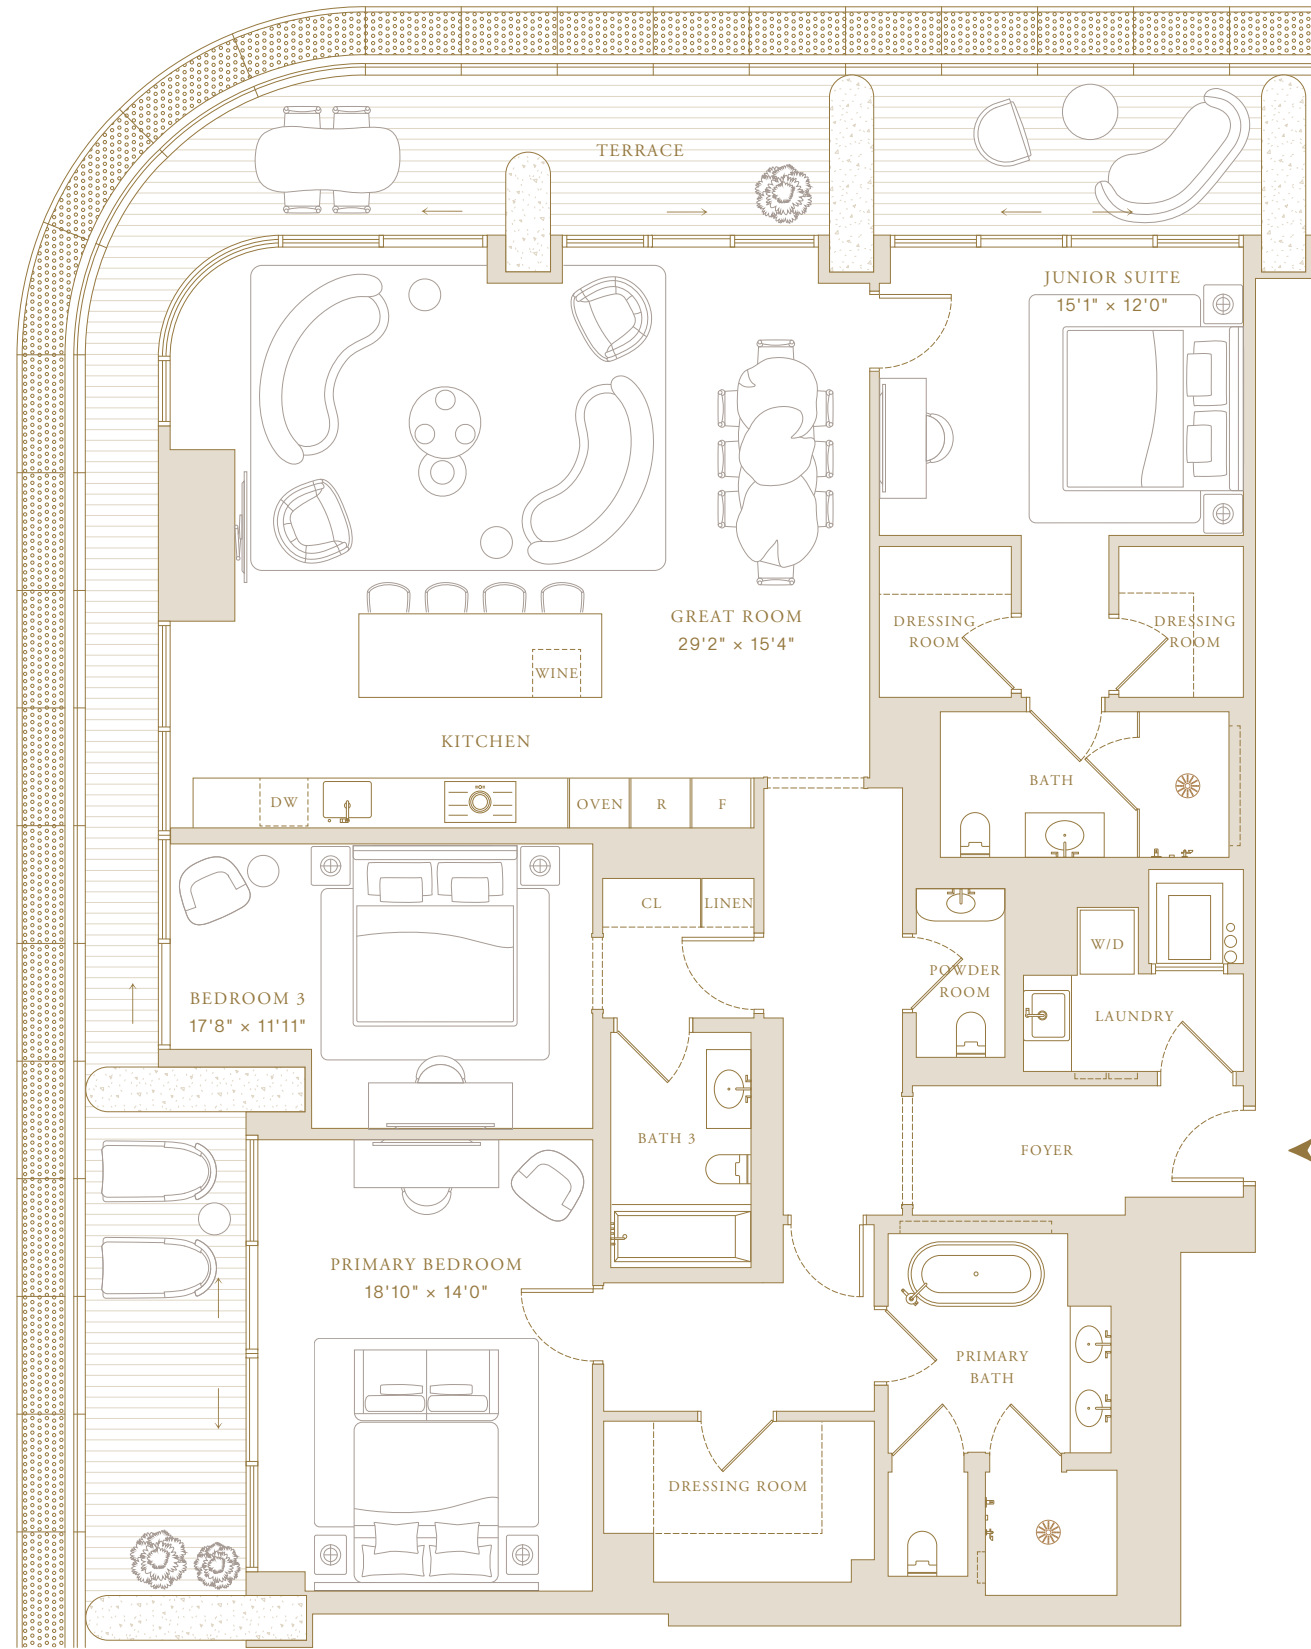 TERRACE
JUNIOR SUITE
15'1" × 12'0"
GREAT ROOM
29'2" × 15'4"
DRESSING
ROOM
DRESSING
ROOM
WINE
KITCHEN
BATH
DW
OVEN
R
F
CL
LINEN
W/D
POWDER
ROOM
BEDROOM 3
17'8" × 11'11"
LAUNDRY
BATH 3
FOYER
PRIMARY BEDROOM
18'10" × 14'0"
PRIMARY
BATH
DRESSING ROOM